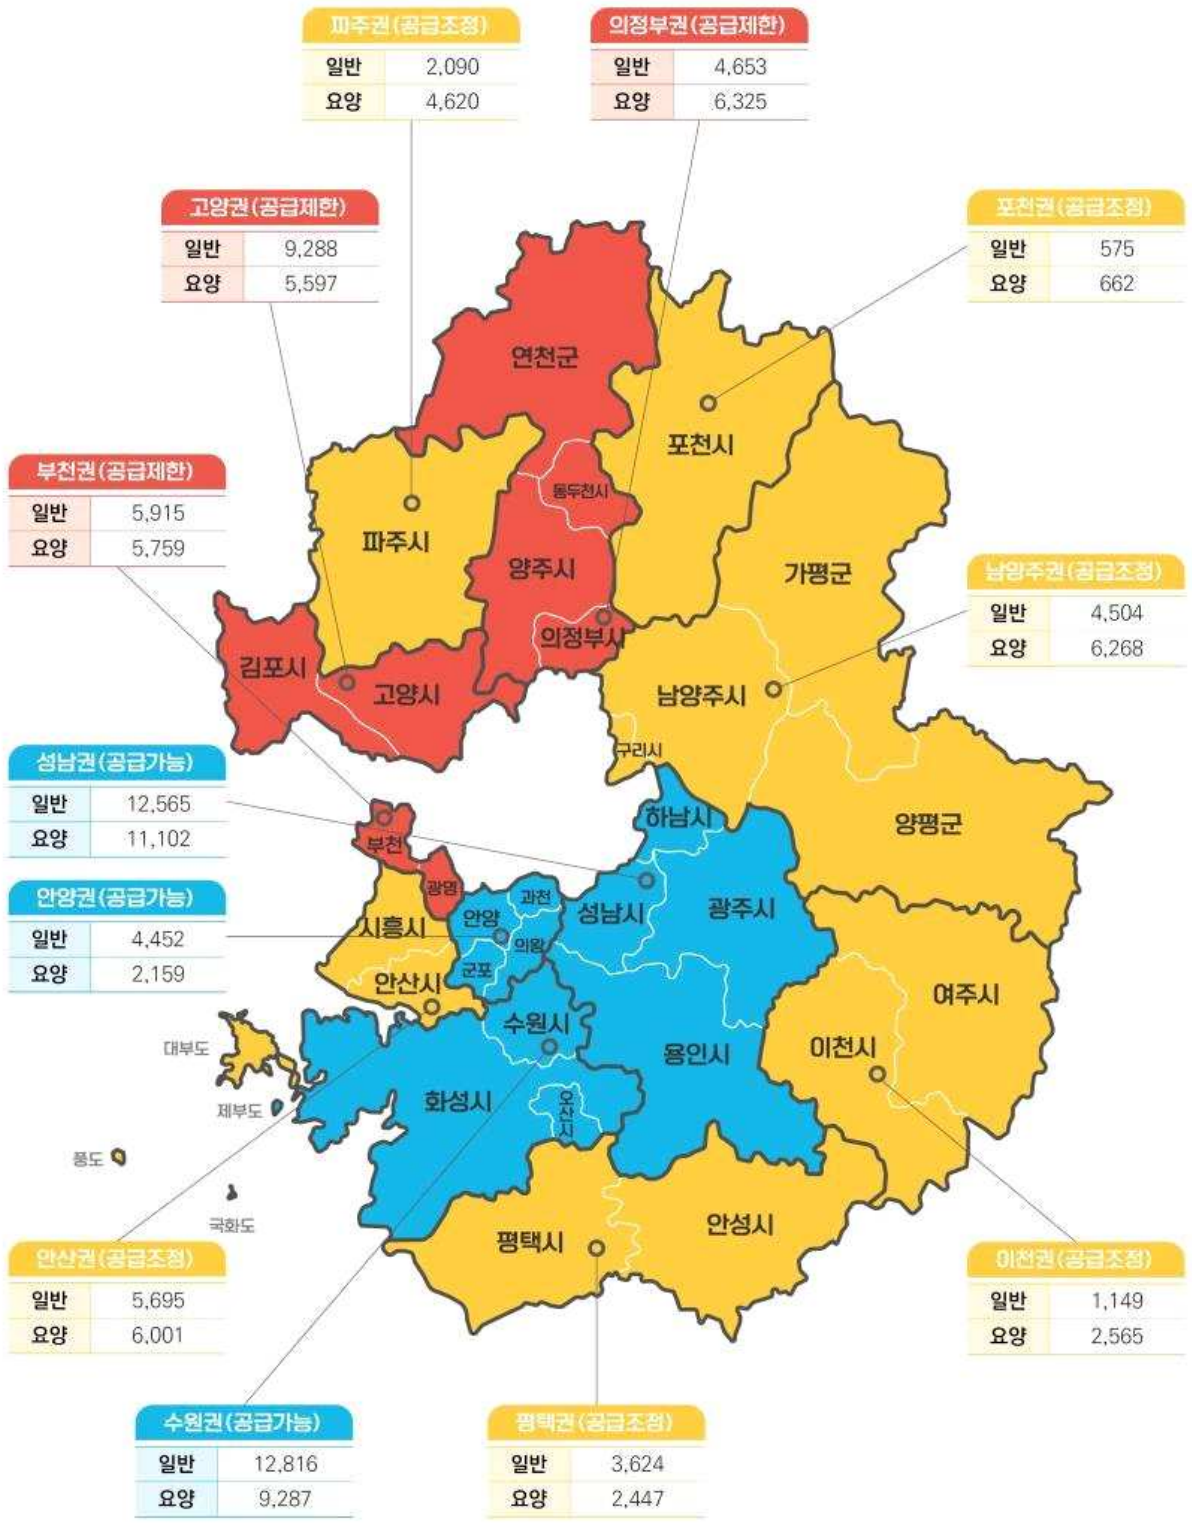 파주권(공급조정)
일반 2,090
요양 4,620
의정부권(공급제한)
일반 4,653
요양 6,325
고양권(공급제한)
일반 9,288
요양 5,597
포천권(공급조정)
일반 575
요양 662
연천군
포천시
부천권(공급제한)
일반 5,915
요양 5,759
동두천시
파주시
양주시
가평군
남양주권(공급조정)
일반 4,504
요양 6,268
의정부시
김포시
고양시
남양주시
구리시
성남권(공급가능)
일반 12,565
요양 11,102
하남시
양평군
부천
광명
안양권(공급가능)
일반 4,452
요양 2,159
과천
안양
성남시
광주시
시흥시
의왕
군포
안산시
여주시
수원시
이천시
용인시
대부도
화성시
오산시
제부도
풍도
국화도
평택시
안성시
안산권(공급조정)
일반 5,695
요양 6,001
이천권(공급조정)
일반 1,149
요양 2,565
수원권(공급가능)
일반 12,816
요양 9,287
평택권(공급조정)
일반 3,624
요양 2,447